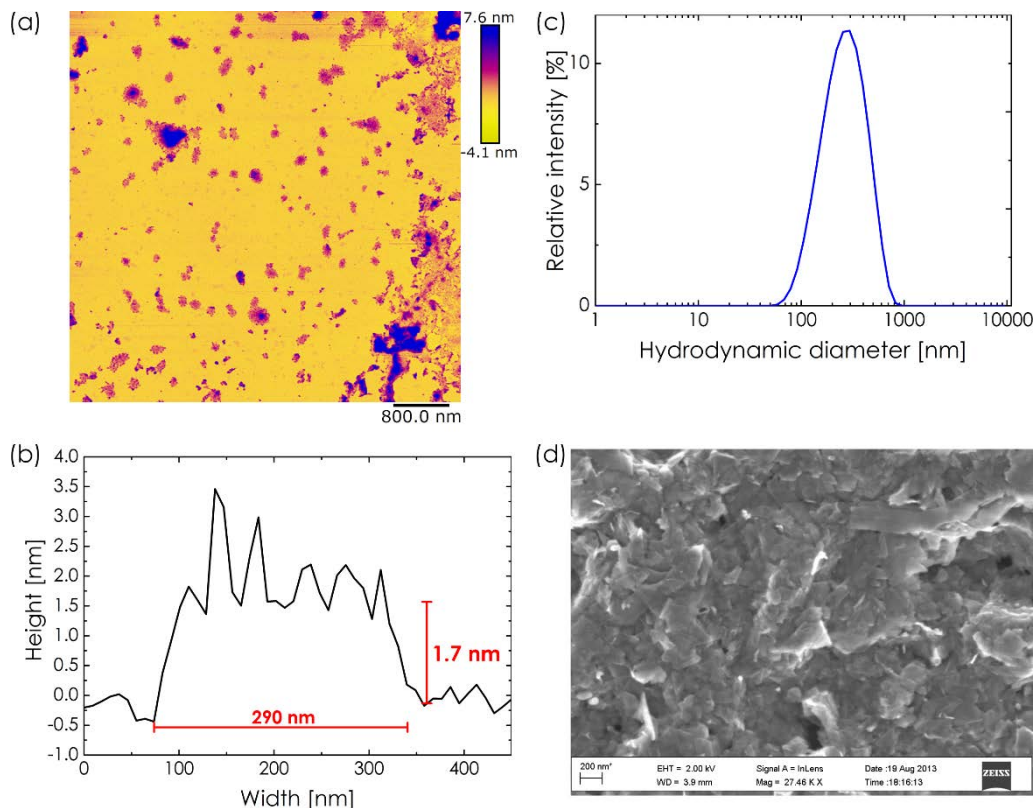 (a)
7.6 nm
-4.1 nm
800.0 nm
(c)
Relative intensity [%]
10
5
0
1 10 100 1000 10000
Hydrodynamic diameter [nm]
(b)
Height [nm]
4.0
3.5
3.0
2.5
2.0
1.5
1.0
0.5
0.0
-0.5
-1.0
1.7 nm
290 nm
0 100 200 300 400
Width [nm]
(d)
200 nm*
EHT = 2.00 kV Signal A = InLens Date :19 Aug 2013
WD = 3.9 mm Mag = 27.46 K X Time :18:16:13
ZEISS